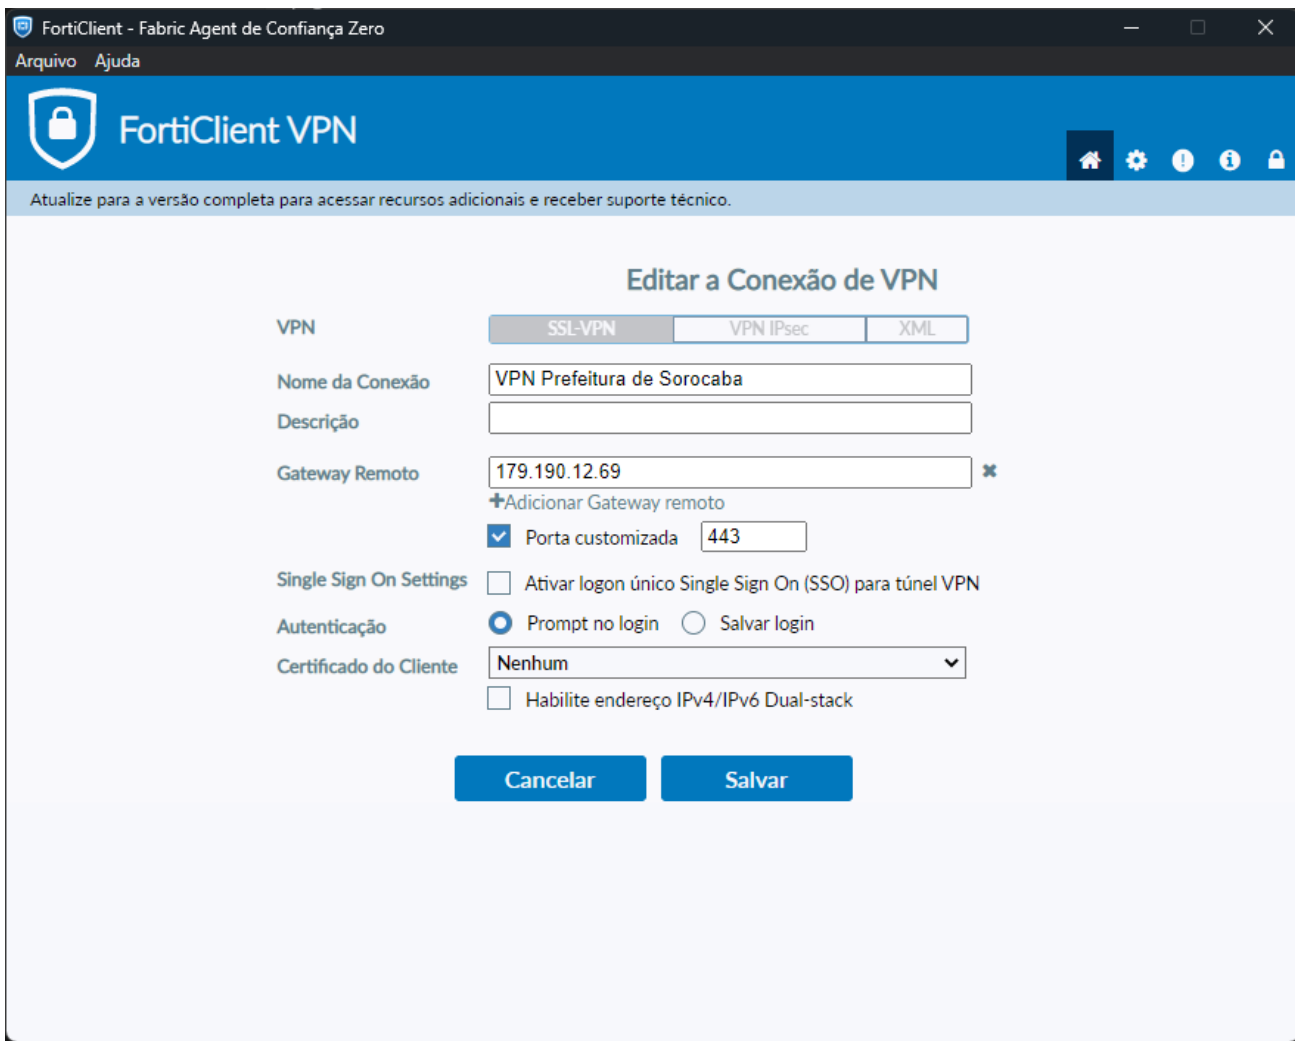 FortiClient - Fabric Agent de Confiança Zero
Arquivo Ajuda
FortiClient VPN
Atualize para a versão completa para acessar recursos adicionais e receber suporte técnico.
Editar a Conexão de VPN
VPN SSL-VPN VPN IPsec XML
Nome da Conexão VPN Prefeitura de Sorocaba
Descrição
Gateway Remoto 179.190.12.69
+Adicionar Gateway remoto
Porta customizada 443
Single Sign On Settings Ativar logon único Single Sign On (SSO) para túnel VPN
Autenticação Prompt no login Salvar login
Certificado do Cliente Nenhum
Habilite endereço IPv4/IPv6 Dual-stack
Cancelar Salvar